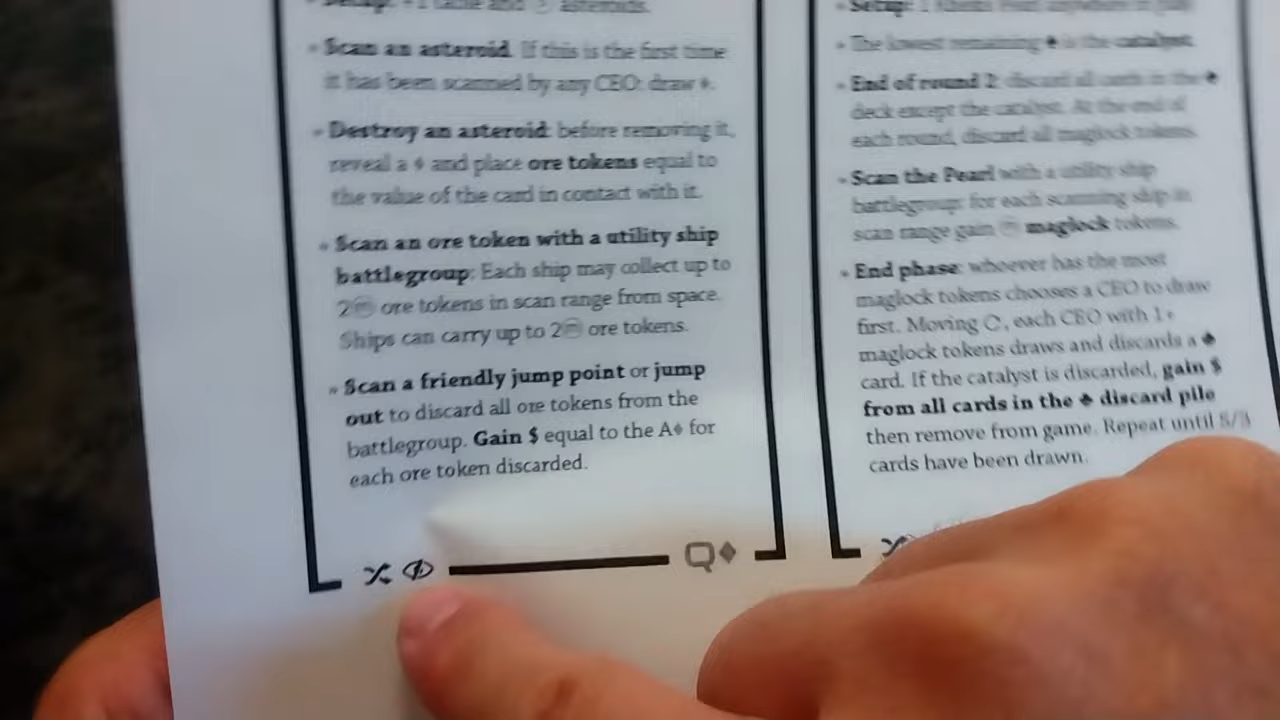 Scan an asteroid. If this is the first time
it has been scanned by any CEO: draw ♦.
Destroy an asteroid: before removing it,
reveal a ♦ and place ore tokens equal to
the value of the card in contact with it.
Scan an ore token with a utility ship
battlegroup: Each ship may collect up to
2 ore tokens in scan range from space.
Ships can carry up to 2 ore tokens.
Scan a friendly jump point or jump
out to discard all ore tokens from the
battlegroup. Gain $ equal to the A♦ for
each ore token discarded.
Q♦
The lowest remaining ♠ is the catalyst.
End of round 2: discard all cards in the ♠
deck except the catalyst. At the end of
each round, discard all maglock tokens.
Scan the Pearl with a utility ship
battlegroup: for each scanning ship in
scan range gain maglock tokens.
End phase: whoever has the most
maglock tokens chooses a CEO to draw
first. Moving, each CEO with 1+
maglock tokens draws and discards a ♠
card. If the catalyst is discarded, gain $
from all cards in the ♠ discard pile
then remove from game. Repeat until
cards have been drawn.